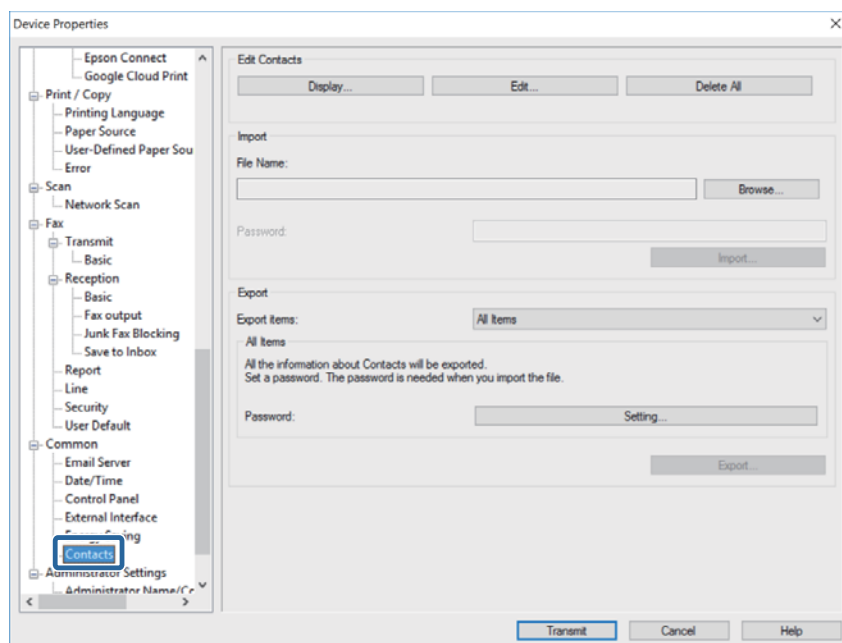 Device Properties
Epson Connect
Google Cloud Print
Print / Copy
Printing Language
Paper Source
User-Defined Paper Sou
Error
Scan
Network Scan
Fax
Transmit
Basic
Reception
Basic
Fax output
Junk Fax Blocking
Save to Inbox
Report
Line
Security
User Default
Common
Email Server
Date/Time
Control Panel
External Interface
Contacts
Administrator Settings
Administrator Name/Cr
Edit Contacts
Display... Edit... Delete All
Import
File Name:
Browse...
Password:
Import...
Export
Export items: All Items
All Items
All the information about Contacts will be exported.
Set a password. The password is needed when you import the file.
Password: Setting...
Export...
Transmit Cancel Help